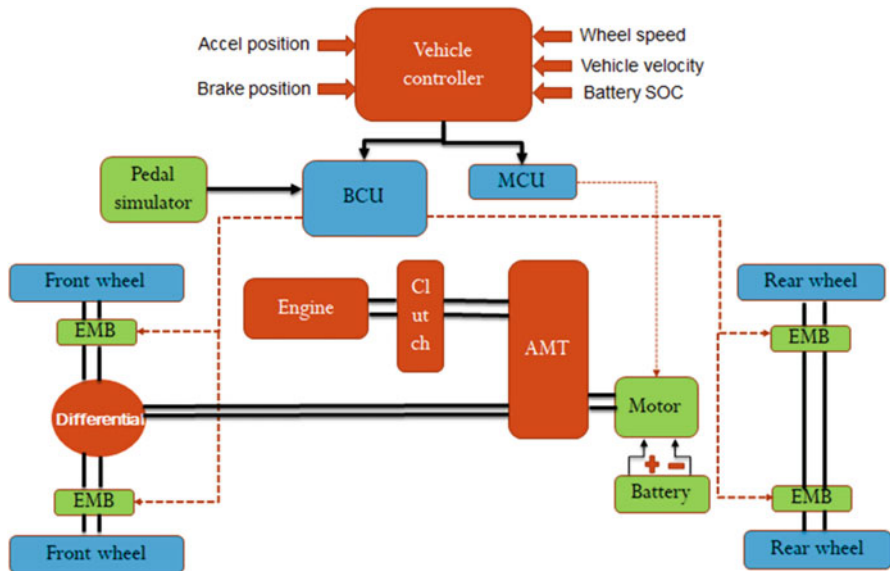 Accel position
Brake position
Vehicle
controller
Wheel speed
Vehicle velocity
Battery SOC
Pedal
simulator
BCU
MCU
Front wheel
EMB
Differential
EMB
Front wheel
Engine
Cl
ut
ch
AMT
Motor
+ -
Battery
Rear wheel
EMB
EMB
Rear wheel